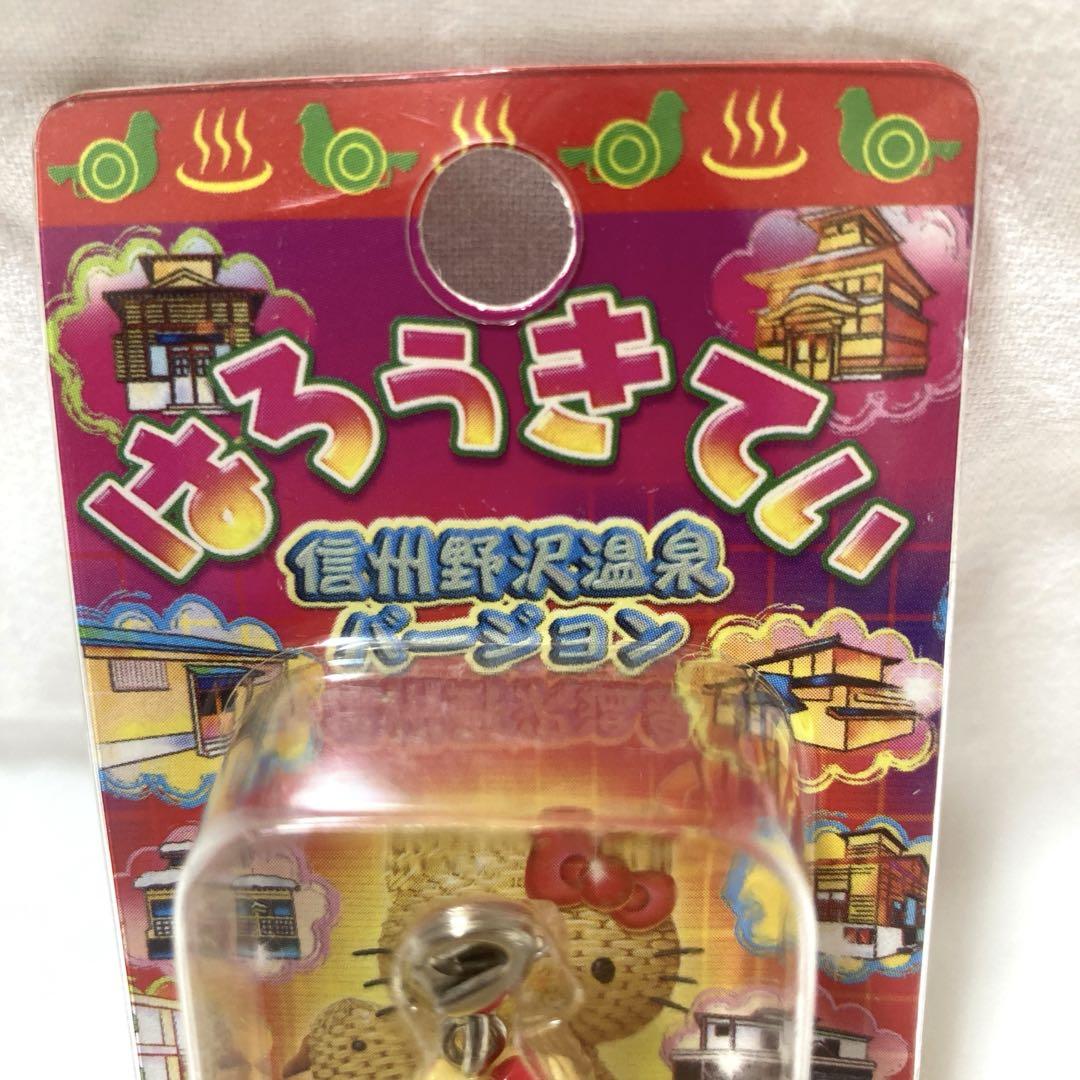 はろうきてぃ
信州野沢温泉
バージョン